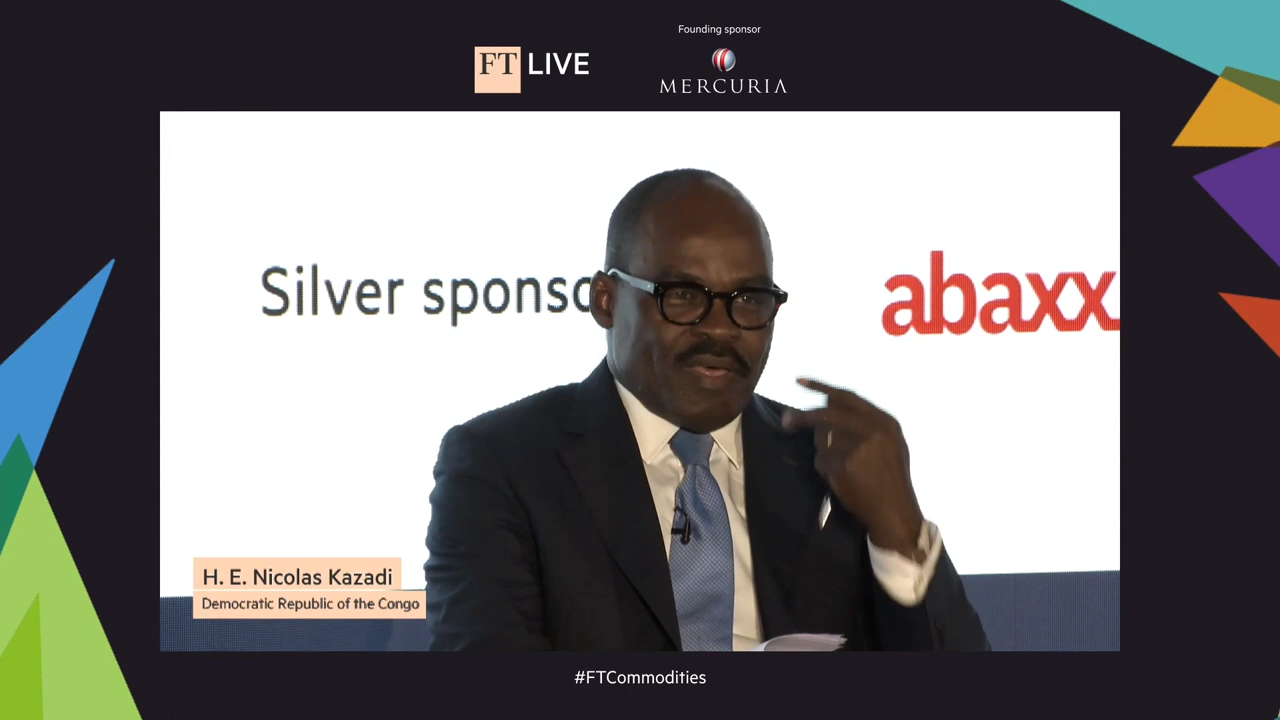 Founding sponsor
FT LIVE
MERCURIA
Silver sponso
abaxx
H. E. Nicolas Kazadi
Democratic Republic of the Congo
#FTCommodities